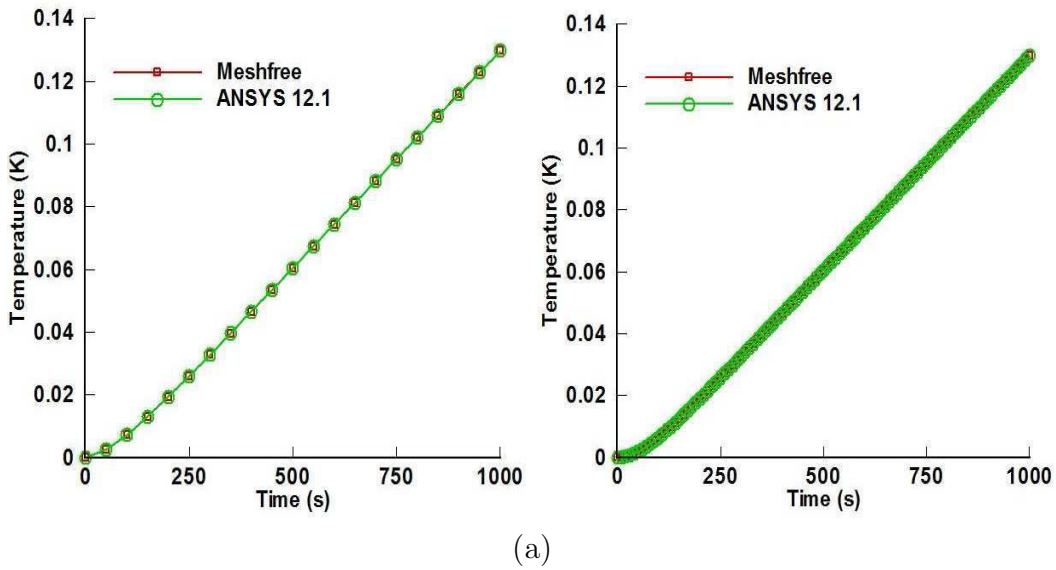 0.14
0.12
0.1
0.08
0.06
0.04
0.02
0
Temperature (K)
Meshfree
ANSYS 12.1
0 250 500 750 1000
Time (s)
0.14
0.12
0.1
0.08
0.06
0.04
0.02
0
Temperature (K)
Meshfree
ANSYS 12.1
0 250 500 750 1000
Time (s)
(a)